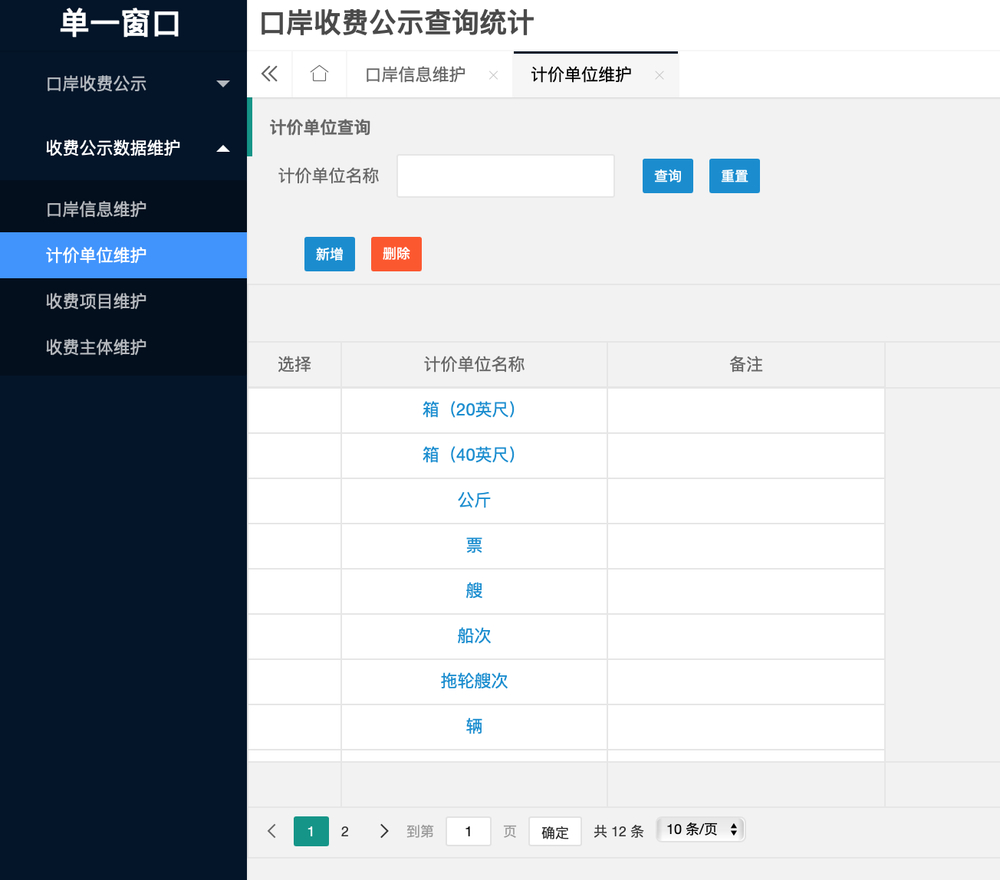 单一窗口
口岸收费公示
收费公示数据维护
口岸信息维护
计价单位维护
收费项目维护
收费主体维护
口岸收费公示查询统计
口岸信息维护 计价单位维护
计价单位查询
计价单位名称 查询 重置
新增 删除
选择 计价单位名称 备注
箱（20英尺）
箱（40英尺）
公斤
票
艘
船次
拖轮艘次
辆
1 2 到第 1 页 确定 共 12 条 10 条/页